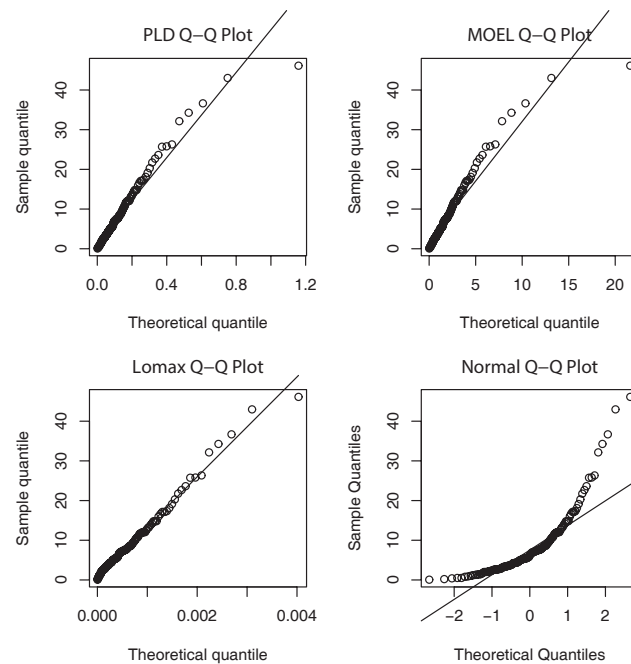 PLD Q–Q Plot
Sample quantile
0 10 20 30 40
0.0 0.4 0.8 1.2
Theoretical quantile
MOEL Q–Q Plot
Sample quantile
0 10 20 30 40
0 5 10 15 20
Theoretical quantile
Lomax Q–Q Plot
Sample quantile
0 10 20 30 40
0.000 0.002 0.004
Theoretical quantile
Normal Q–Q Plot
Sample Quantiles
0 10 20 30 40
−2 −1 0 1 2
Theoretical Quantiles